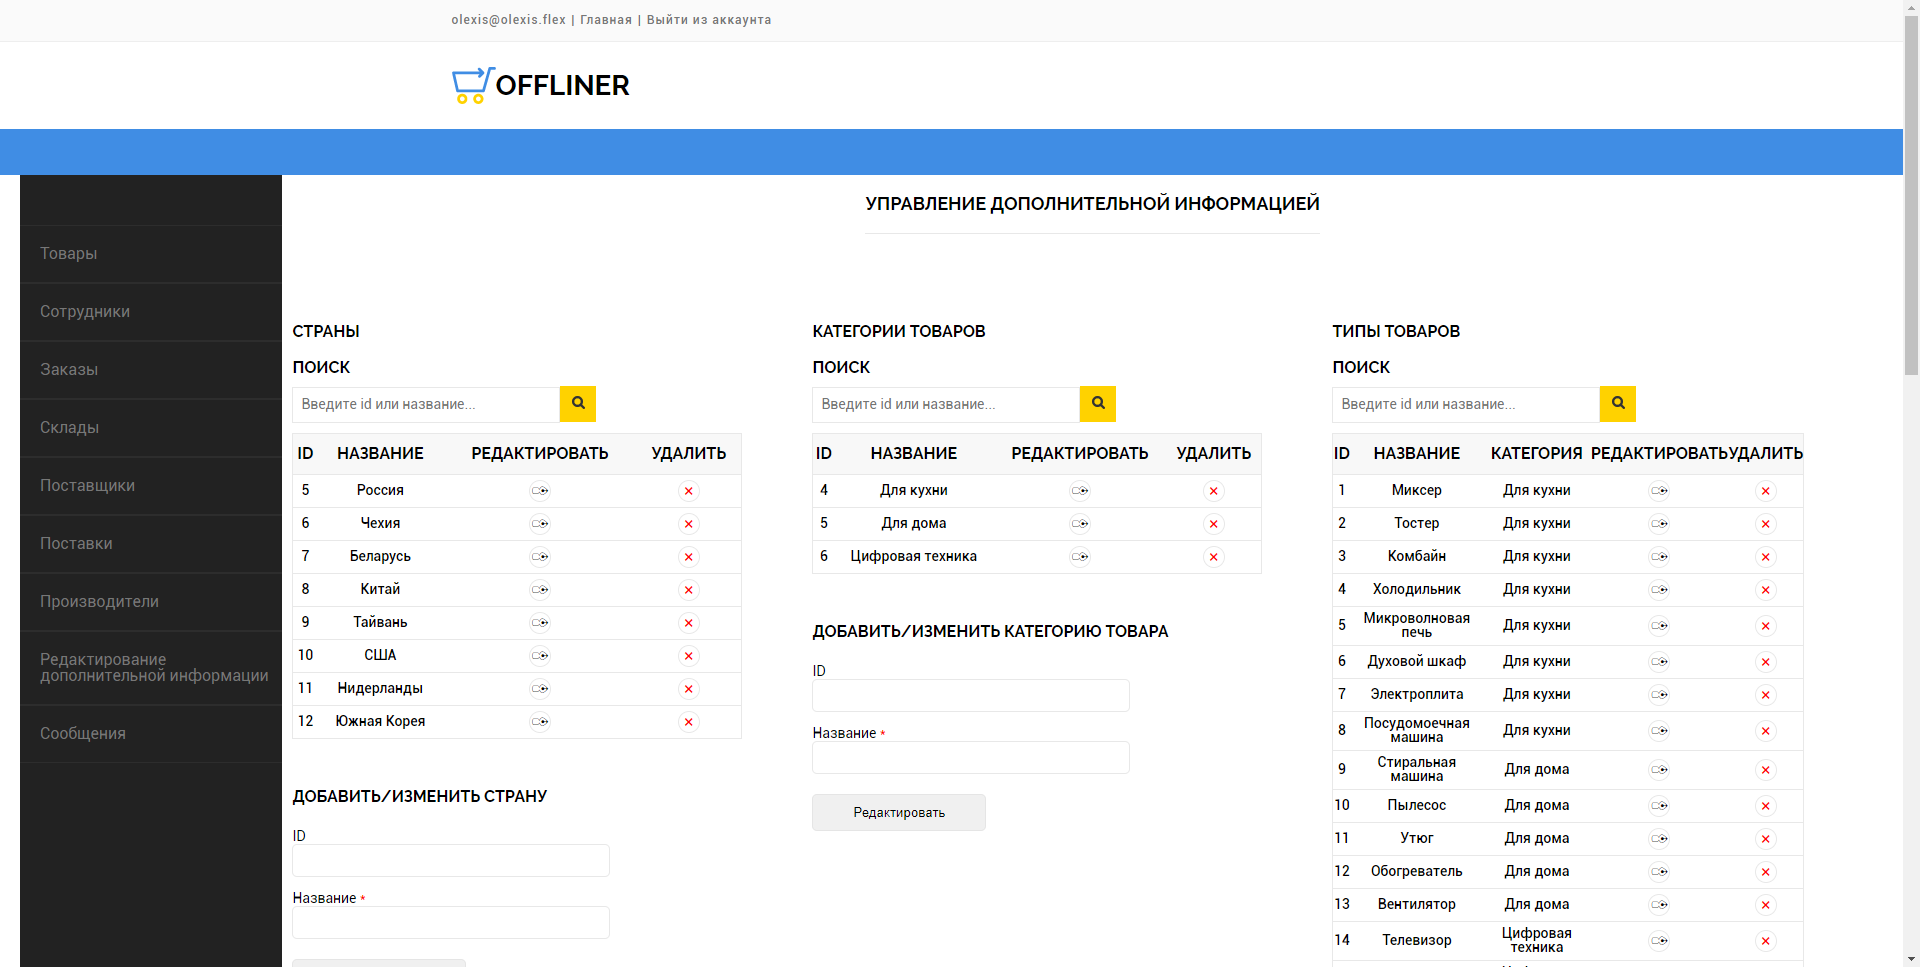 olexis@olexis.flex | Главная | Выйти из аккаунта
OFFLINER
Товары
Сотрудники
Заказы
Склады
Поставщики
Поставки
Производители
Редактирование
дополнительной информации
Сообщения
УПРАВЛЕНИЕ ДОПОЛНИТЕЛЬНОЙ ИНФОРМАЦИЕЙ
СТРАНЫ
ПОИСК
Введите id или название...
ID НАЗВАНИЕ РЕДАКТИРОВАТЬ УДАЛИТЬ
5 Россия
6 Чехия
7 Беларусь
8 Китай
9 Тайвань
10 США
11 Нидерланды
12 Южная Корея
ДОБАВИТЬ/ИЗМЕНИТЬ СТРАНУ
ID
Название *
КАТЕГОРИИ ТОВАРОВ
ПОИСК
Введите id или название...
ID НАЗВАНИЕ РЕДАКТИРОВАТЬ УДАЛИТЬ
4 Для кухни
5 Для дома
6 Цифровая техника
ДОБАВИТЬ/ИЗМЕНИТЬ КАТЕГОРИЮ ТОВАРА
ID
Название *
Редактировать
ТИПЫ ТОВАРОВ
ПОИСК
Введите id или название...
ID НАЗВАНИЕ КАТЕГОРИЯ РЕДАКТИРОВАТЬ УДАЛИТЬ
1 Миксер Для кухни
2 Тостер Для кухни
3 Комбайн Для кухни
4 Холодильник Для кухни
5 Микроволновая печь Для кухни
6 Духовой шкаф Для кухни
7 Электроплита Для кухни
8 Посудомоечная машина Для кухни
9 Стиральная машина Для дома
10 Пылесос Для дома
11 Утюг Для дома
12 Обогреватель Для дома
13 Вентилятор Для дома
14 Телевизор Цифровая техника